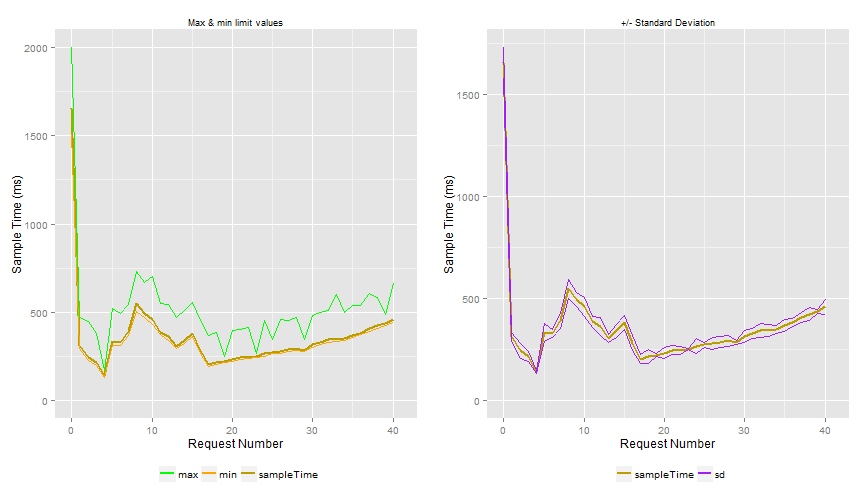 Max & min limit values
+/- Standard Deviation
Sample Time (ms)
2000
1500
1000
500
0
0
10
20
30
40
Request Number
max
min
sampleTime
Sample Time (ms)
1500
1000
500
0
0
10
20
30
40
Request Number
sampleTime
sd